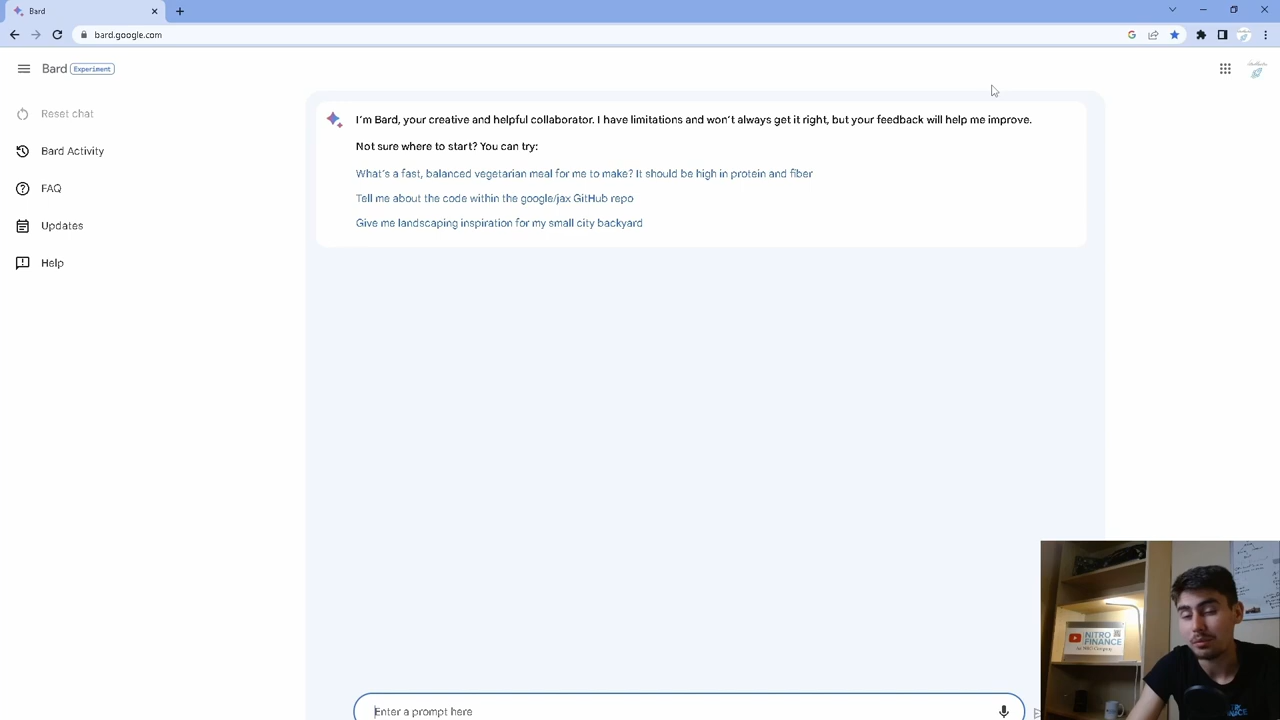 Bard
bard.google.com
Bard Experiment
Reset chat
Bard Activity
FAQ
Updates
Help
I'm Bard, your creative and helpful collaborator. I have limitations and won't always get it right, but your feedback will help me improve.
Not sure where to start? You can try:
What's a fast, balanced vegetarian meal for me to make? It should be high in protein and fiber
Tell me about the code within the google/jax GitHub repo
Give me landscaping inspiration for my small city backyard
Enter a prompt here
NITRO
FINANCE